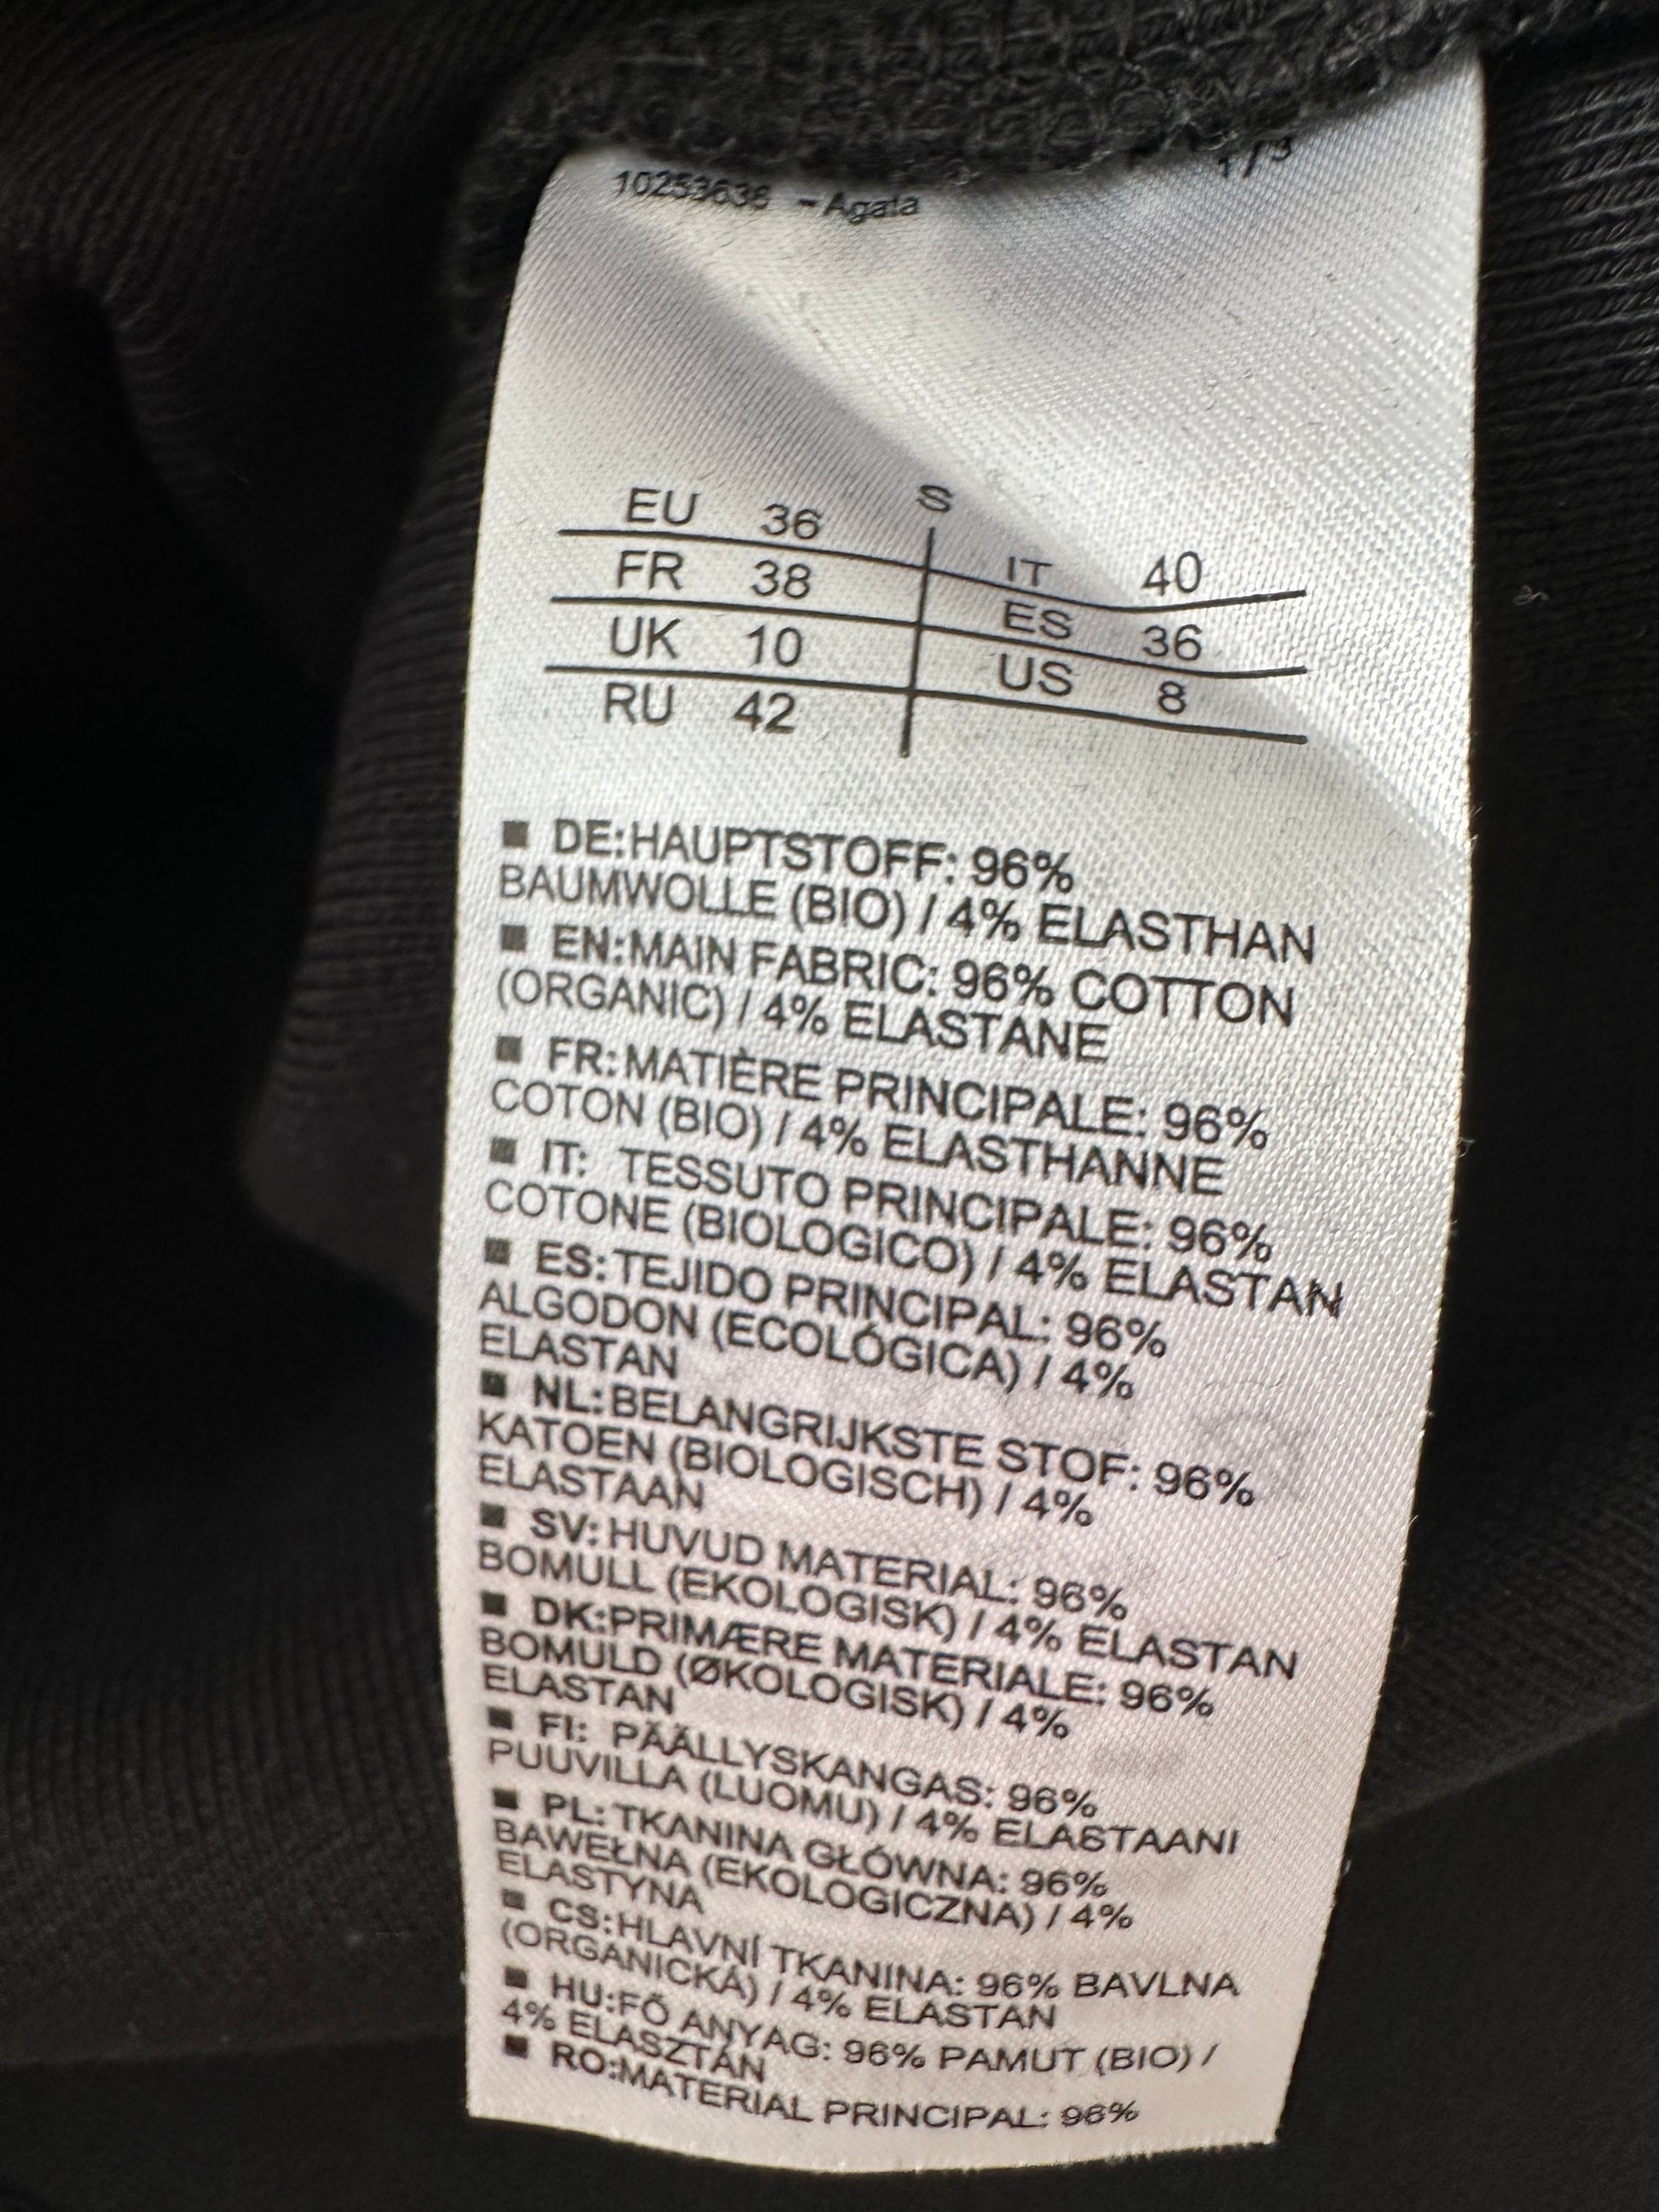 10253636 - Agata 1/3
S
EU 36 IT 40
FR 38 ES 36
UK 10 US 8
RU 42
■ DE:HAUPTSTOFF: 96%
BAUMWOLLE (BIO) / 4% ELASTHAN
■ EN:MAIN FABRIC: 96% COTTON
(ORGANIC) / 4% ELASTANE
■ FR:MATIÈRE PRINCIPALE: 96%
COTON (BIO) / 4% ELASTHANNE
■ IT: TESSUTO PRINCIPALE: 96%
COTONE (BIOLOGICO) / 4% ELASTAN
■ ES:TEJIDO PRINCIPAL: 96%
ALGODON (ECOLÓGICA) / 4%
ELASTAN
■ NL:BELANGRIJKSTE STOF: 96%
KATOEN (BIOLOGISCH) / 4%
ELASTAAN
■ SV:HUVUD MATERIAL: 96%
BOMULL (EKOLOGISK) / 4% ELASTAN
■ DK:PRIMÆRE MATERIALE: 96%
BOMULD (ØKOLOGISK) / 4%
ELASTAN
■ FI: PÄÄLLYSKANGAS: 96%
PUUVILLA (LUOMU) / 4% ELASTAANI
■ PL:TKANINA GŁÓWNA: 96%
BAWEŁNA (EKOLOGICZNA) / 4%
ELASTYNA
■ CS:HLAVNÍ TKANINA: 96% BAVLNA
(ORGANICKÁ) / 4% ELASTAN
■ HU:FŐ ANYAG: 96% PAMUT (BIO) /
4% ELASZTÁN
■ RO:MATERIAL PRINCIPAL: 96%